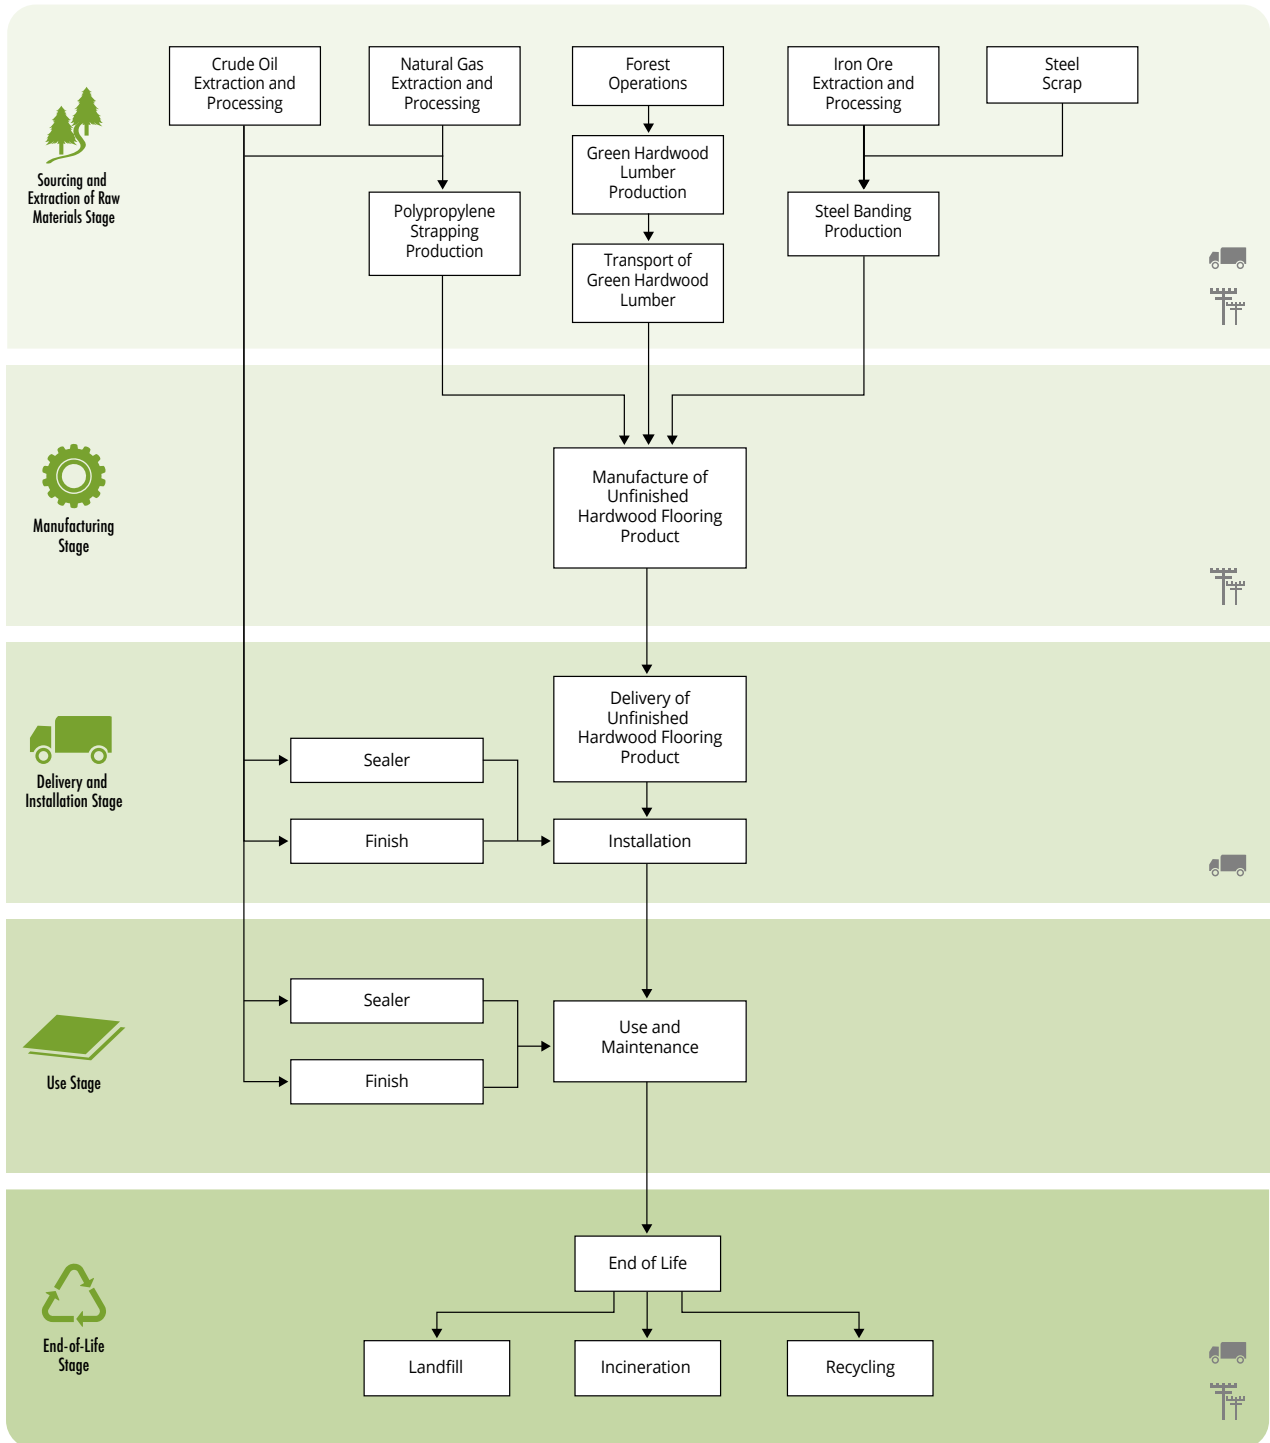 Crude Oil
Extraction and
Processing
Natural Gas
Extraction and
Processing
Forest
Operations
Iron Ore
Extraction and
Processing
Steel
Scrap
Green Hardwood
Lumber
Production
Sourcing and
Extraction of Raw
Materials Stage
Polypropylene
Strapping
Production
Steel Banding
Production
Transport of
Green Hardwood
Lumber
Manufacturing
Stage
Manufacture of
Unfinished
Hardwood Flooring
Product
Delivery and
Installation Stage
Delivery of
Unfinished
Hardwood Flooring
Product
Sealer
Finish
Installation
Use Stage
Sealer
Finish
Use and
Maintenance
End-of-Life
Stage
End of Life
Landfill
Incineration
Recycling